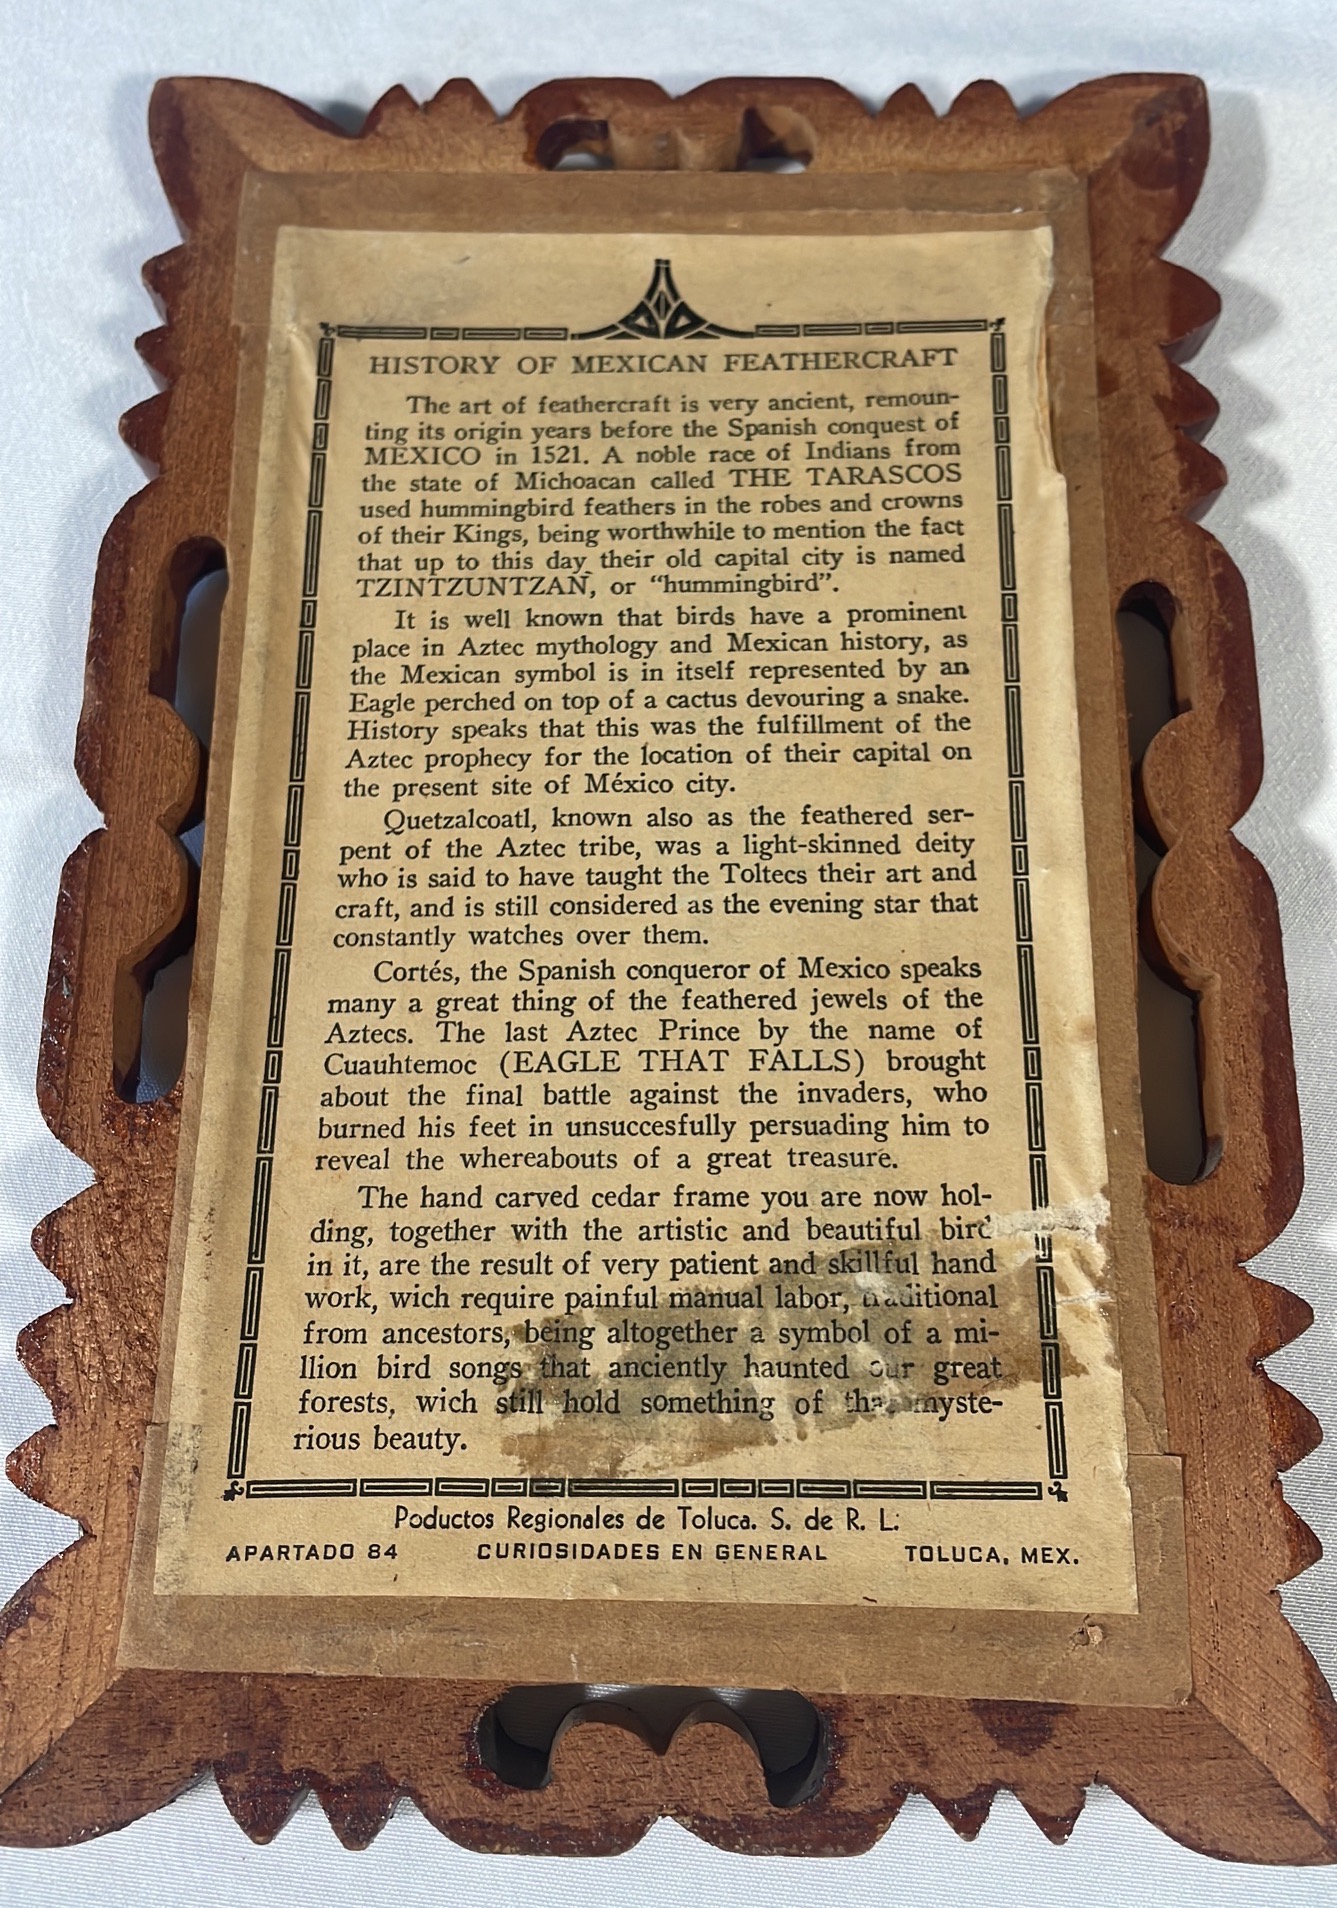 HISTORY OF MEXICAN FEATHERCRAFT
The art of feathercraft is very ancient, remoun-
ting its origin years before the Spanish conquest of
MEXICO in 1521. A noble race of Indians from
the state of Michoacan called THE TARASCOS
used hummingbird feathers in the robes and crowns
of their Kings, being worthwhile to mention the fact
that up to this day their old capital city is named
TZINTZUNTZAN, or “hummingbird”.
It is well known that birds have a prominent
place in Aztec mythology and Mexican history, as
the Mexican symbol is in itself represented by an
Eagle perched on top of a cactus devouring a snake.
History speaks that this was the fulfillment of the
Aztec prophecy for the location of their capital on
the present site of México city.
Quetzalcoatl, known also as the feathered ser-
pent of the Aztec tribe, was a light-skinned deity
who is said to have taught the Toltecs their art and
craft, and is still considered as the evening star that
constantly watches over them.
Cortés, the Spanish conqueror of Mexico speaks
many a great thing of the feathered jewels of the
Aztecs. The last Aztec Prince by the name of
Cuauhtemoc (EAGLE THAT FALLS) brought
about the final battle against the invaders, who
burned his feet in unsuccesfully persuading him to
reveal the whereabouts of a great treasure.
The hand carved cedar frame you are now hol-
ding, together with the artistic and beautiful bird
in it, are the result of very patient and skillful hand
work, wich require painful manual labor, traditional
from ancestors, being altogether a symbol of a mi-
llion bird songs that anciently haunted our great
forests, wich still hold something of myste-
rious beauty.
Poductos Regionales de Toluca. S. de R. L.
APARTADO 84 CURIOSIDADES EN GENERAL TOLUCA, MEX.